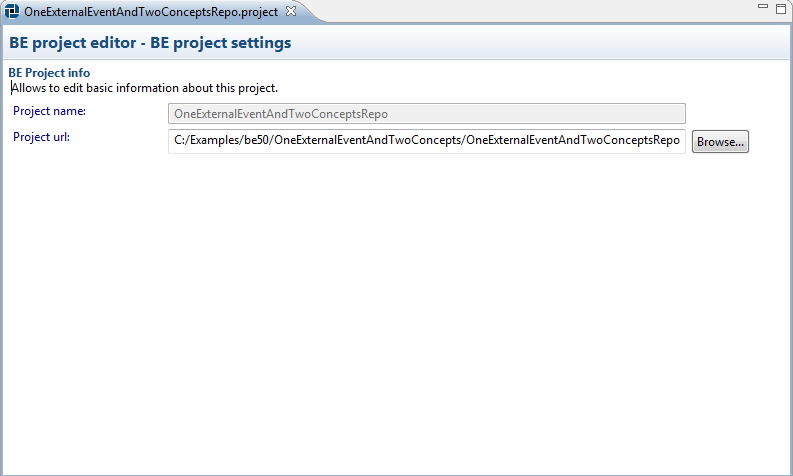 OneExternalEventAndTwoConceptsRepo.project
BE project editor - BE project settings
BE Project info
Allows to edit basic information about this project.
Project name: OneExternalEventAndTwoConceptsRepo
Project url: C:/Examples/be50/OneExternalEventAndTwoConcepts/OneExternalEventAndTwoConceptsRepo Browse...